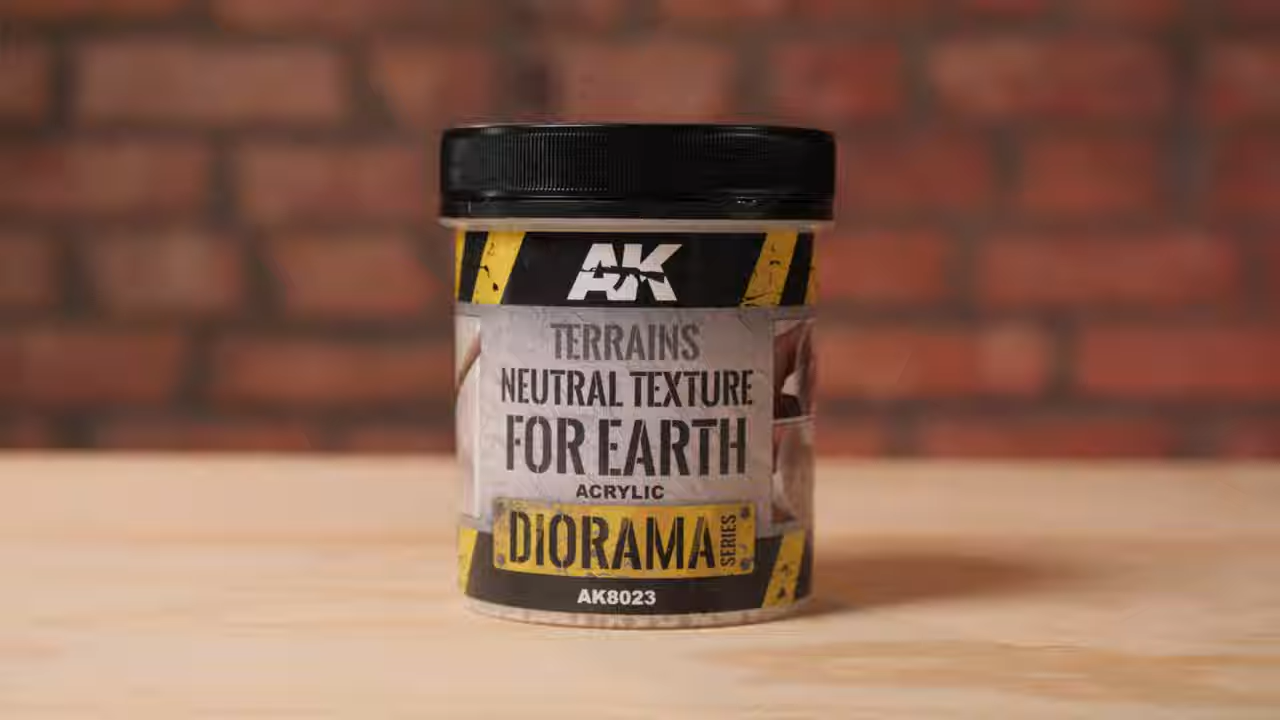 AK
TERRAINS
NEUTRAL TEXTURE
FOR EARTH
ACRYLIC
DIORAMA SERIES
AK8023